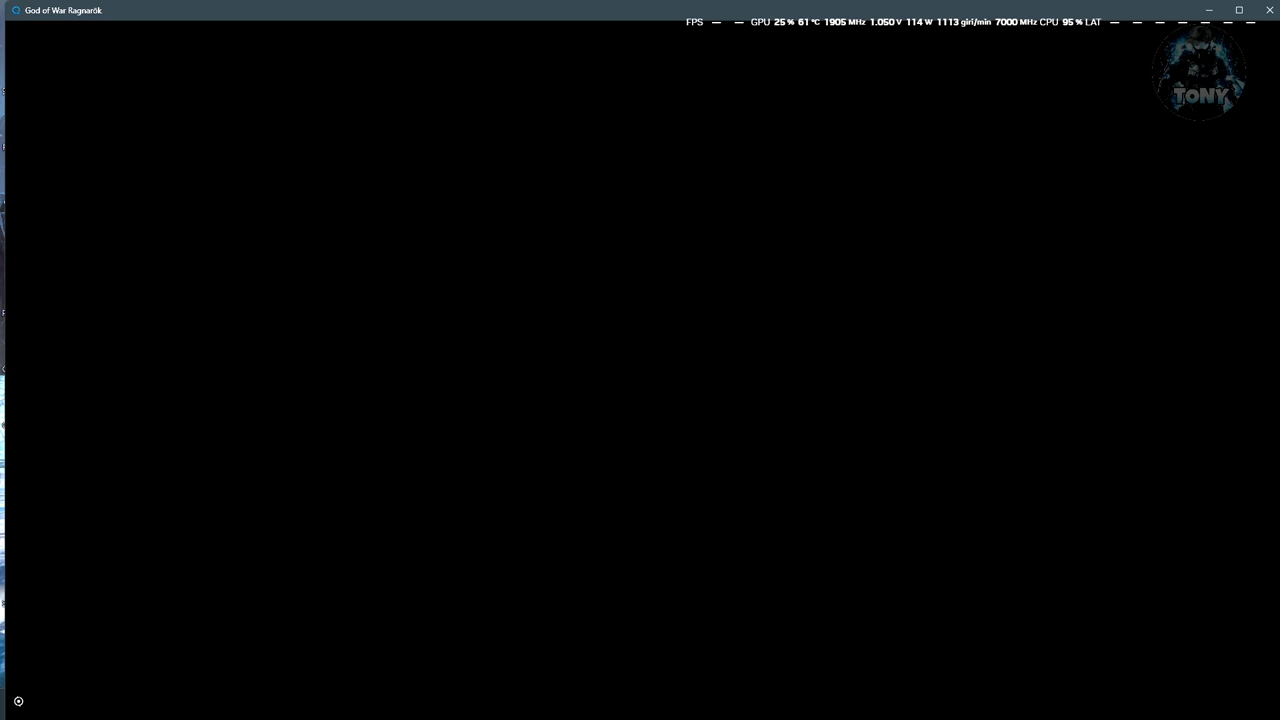 God of War Ragnarök
FPS — — GPU 25 % 61 °C 1905 MHz 1.050 V 114 W 1113 giri/min 7000 MHz CPU 95 % LAT — — — — — — —
TONY